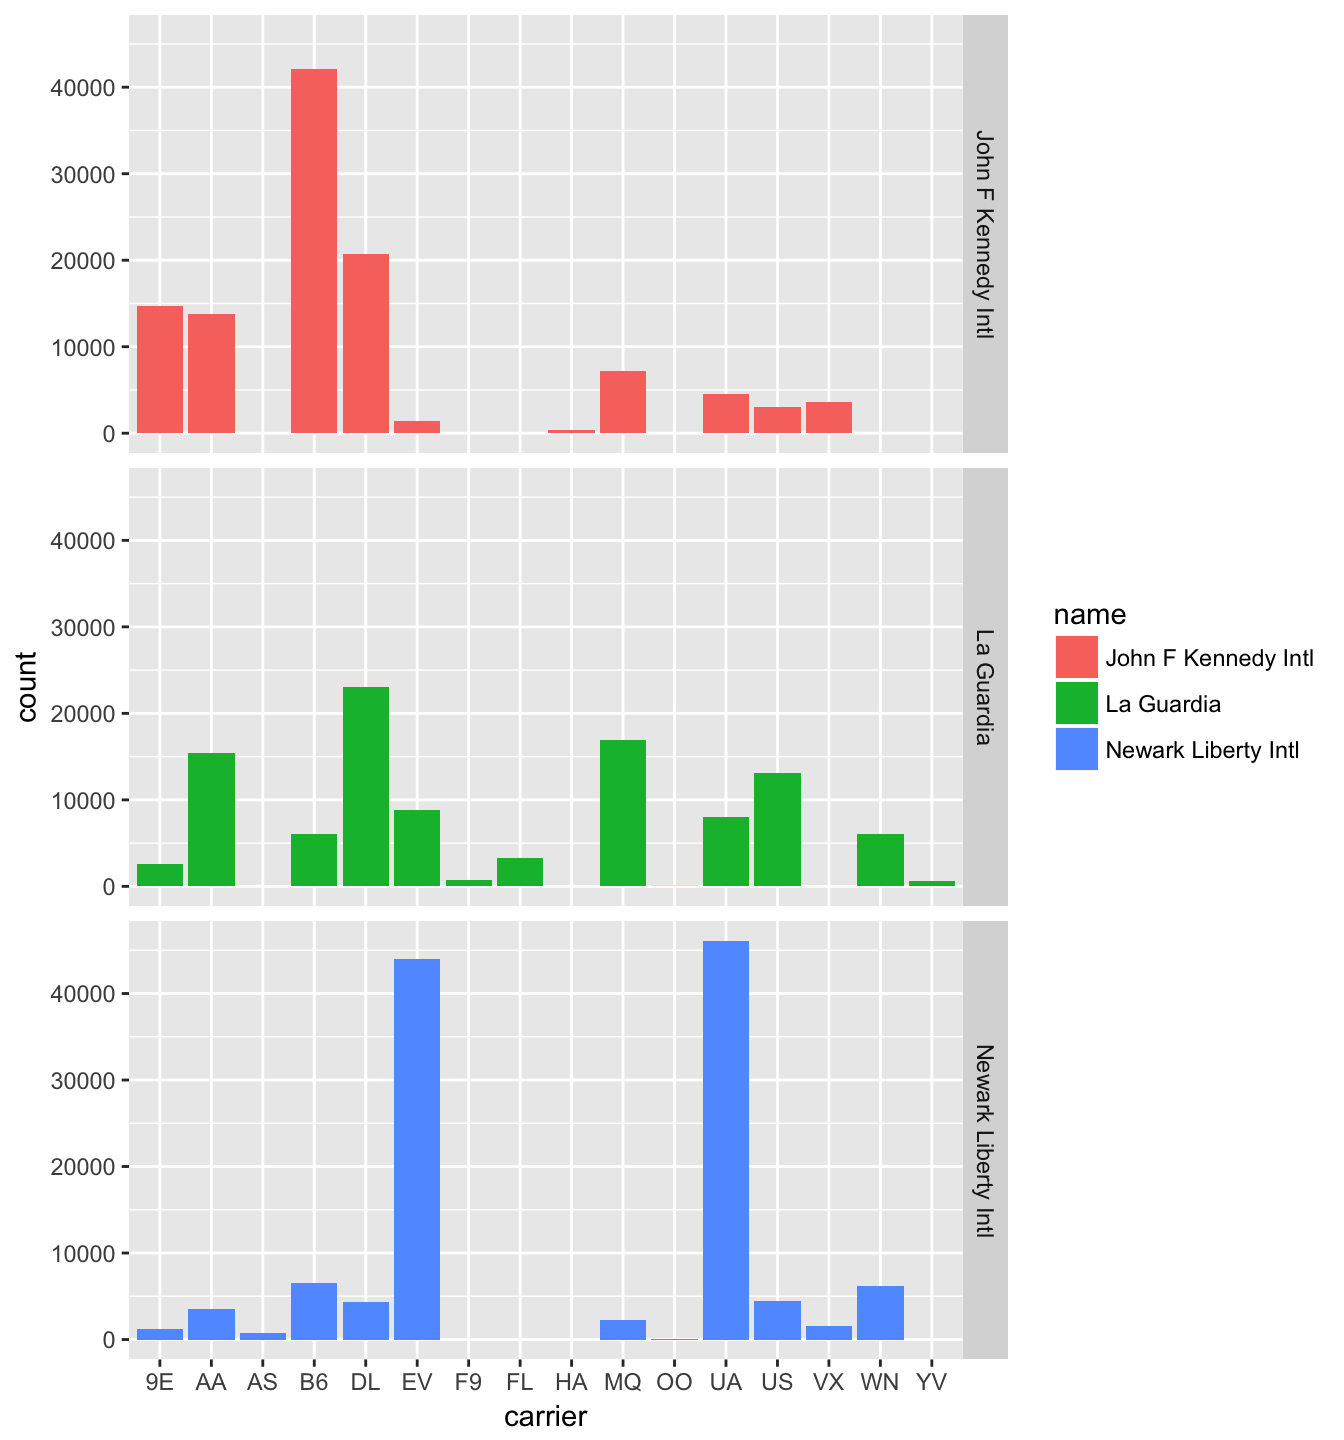 40000
30000
20000
10000
0
John F Kennedy Intl
40000
30000
20000
10000
0
La Guardia
40000
30000
20000
10000
0
Newark Liberty Intl
9E AA AS B6 DL EV F9 FL HA MQ OO UA US VX WN YV
carrier
count
name
John F Kennedy Intl
La Guardia
Newark Liberty Intl